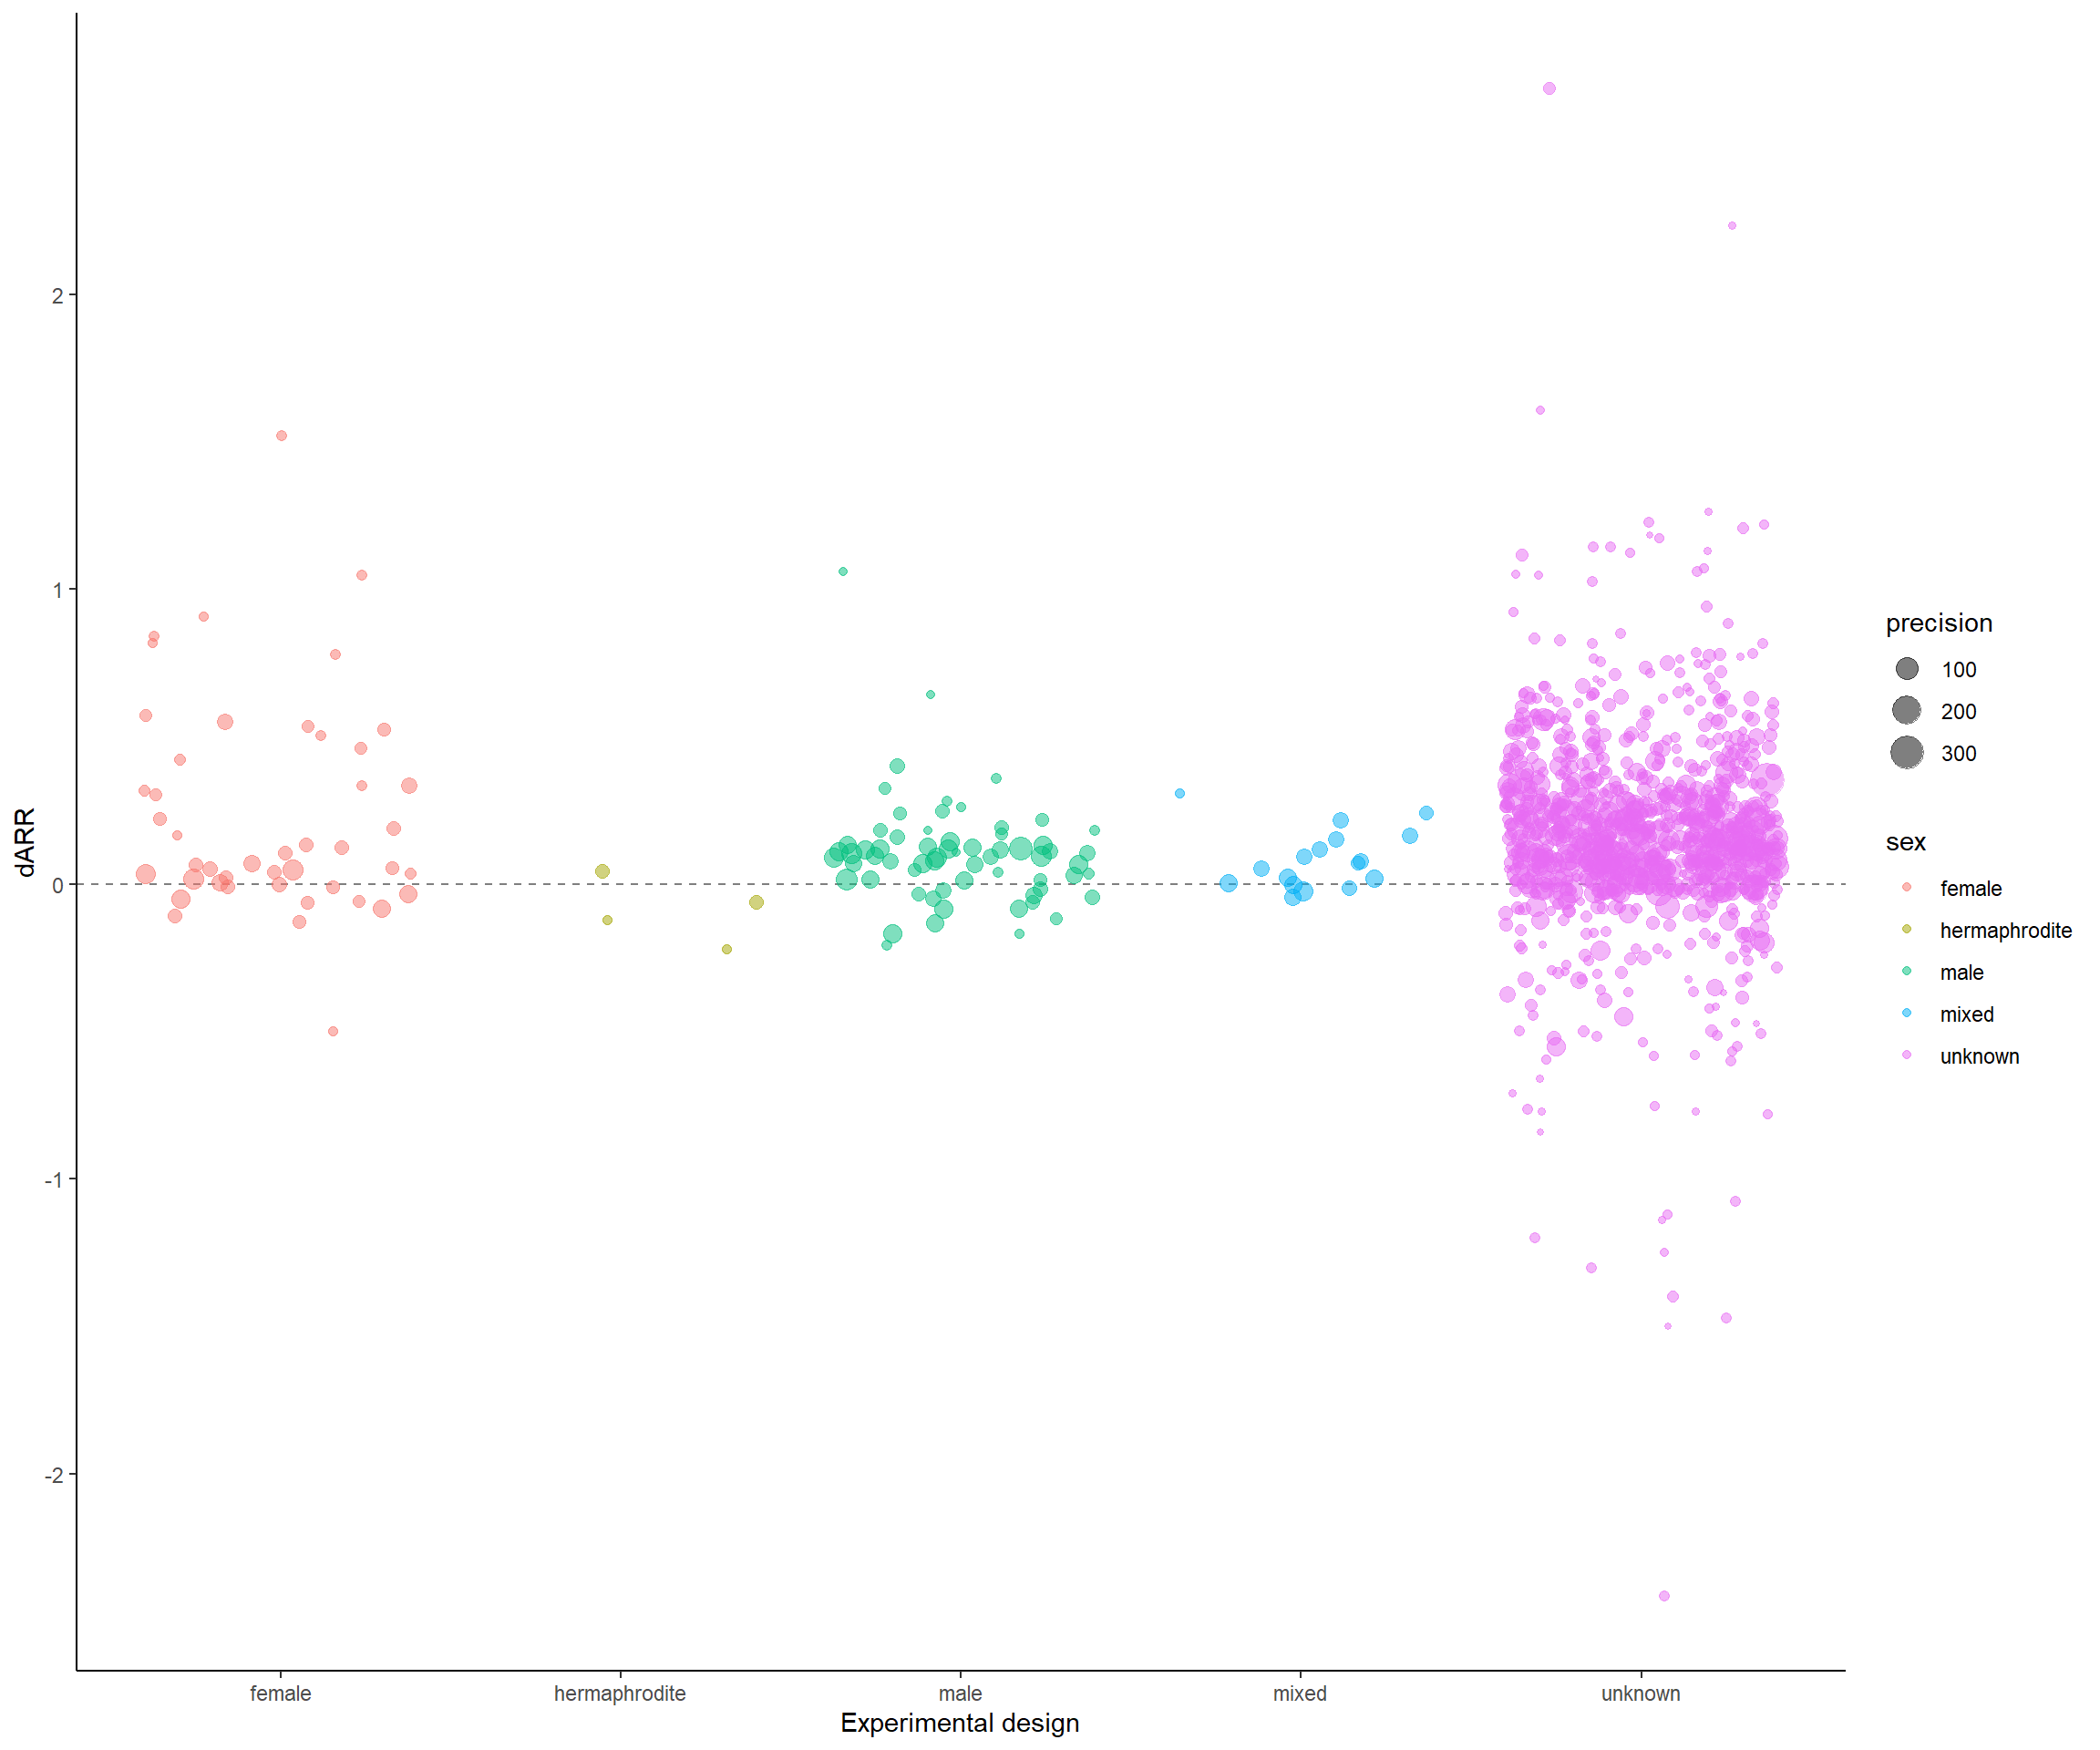 dARR
2
1
0
-1
-2
female
hermaphrodite
male
mixed
unknown
Experimental design
precision
100
200
300
sex
female
hermaphrodite
male
mixed
unknown